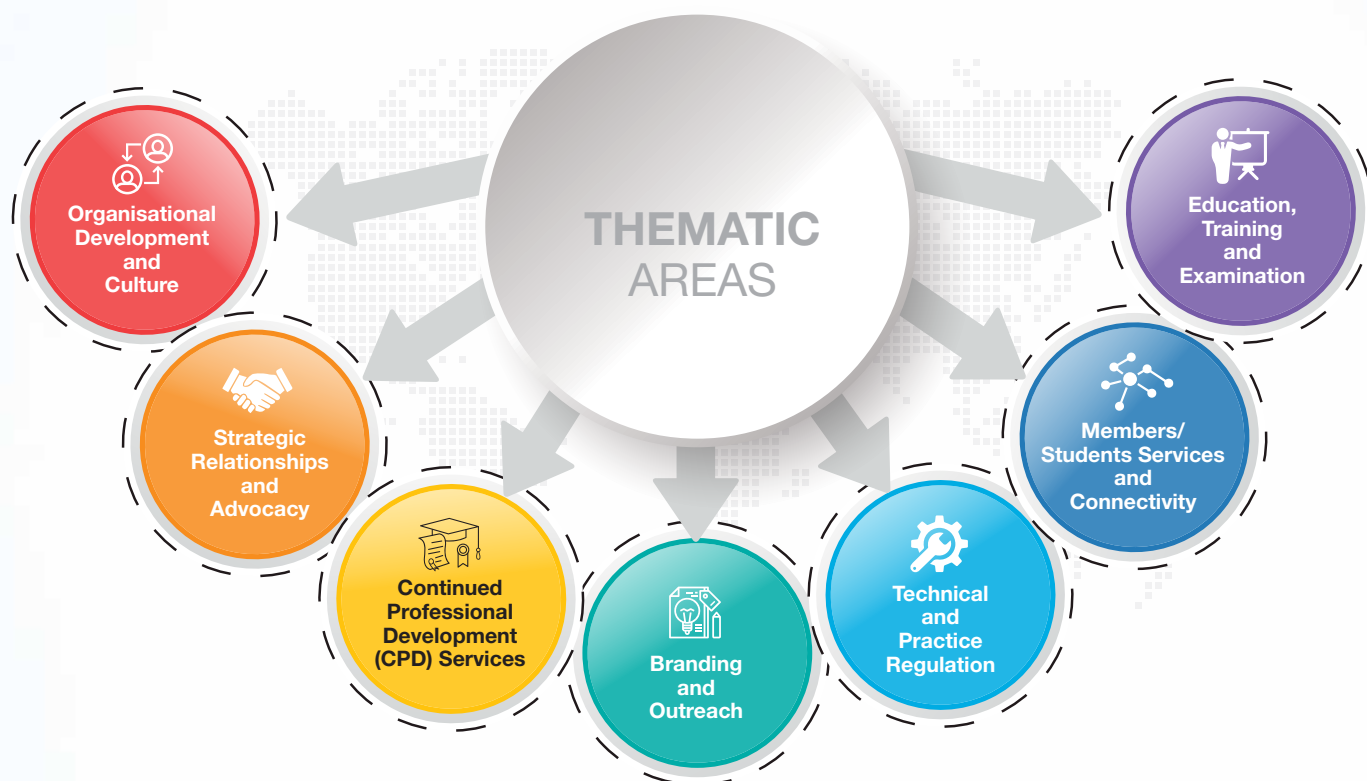 THEMATIC
AREAS
Organisational
Development
and
Culture
Strategic
Relationships
and
Advocacy
Continued
Professional
Development
(CPD) Services
Branding
and
Outreach
Technical
and
Practice
Regulation
Members/
Students Services
and
Connectivity
Education,
Training
and
Examination